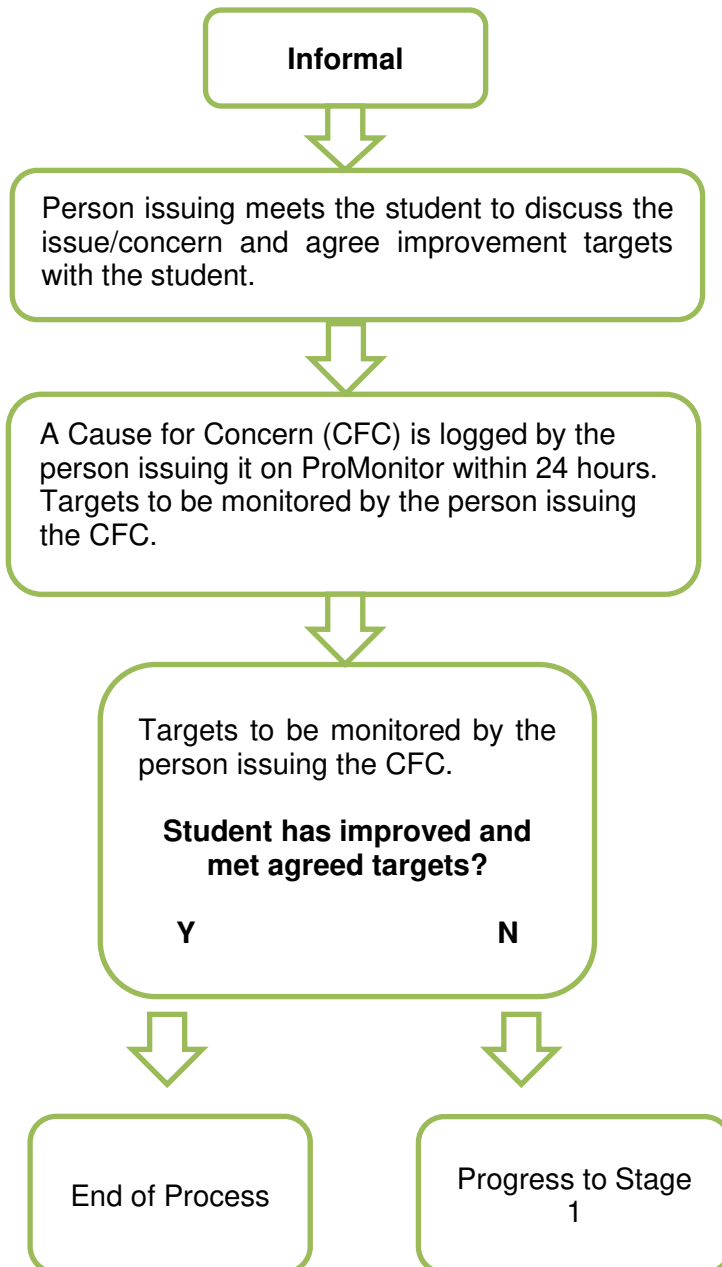 Informal
Person issuing meets the student to discuss the
issue/concern and agree improvement targets
with the student.
A Cause for Concern (CFC) is logged by the
person issuing it on ProMonitor within 24 hours.
Targets to be monitored by the person issuing
the CFC.
Targets to be monitored by the
person issuing the CFC.
Student has improved and
met agreed targets?
Y N
End of Process
Progress to Stage
1